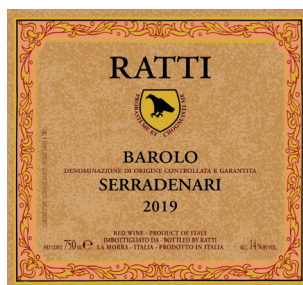 RATTI
BAROLO
DENOMINAZIONE DI ORIGINE CONTROLLATA E GARANTITA
SERRADENARI
2019
RED WINE - PRODUCT OF ITALY
NET CONT. 750 ML ℮ IMBOTTIGLIATO DA - BOTTLED BY RATTI ALC. 14% BY VOL.
LA MORRA - ITALIA - PRODOTTO IN ITALIA